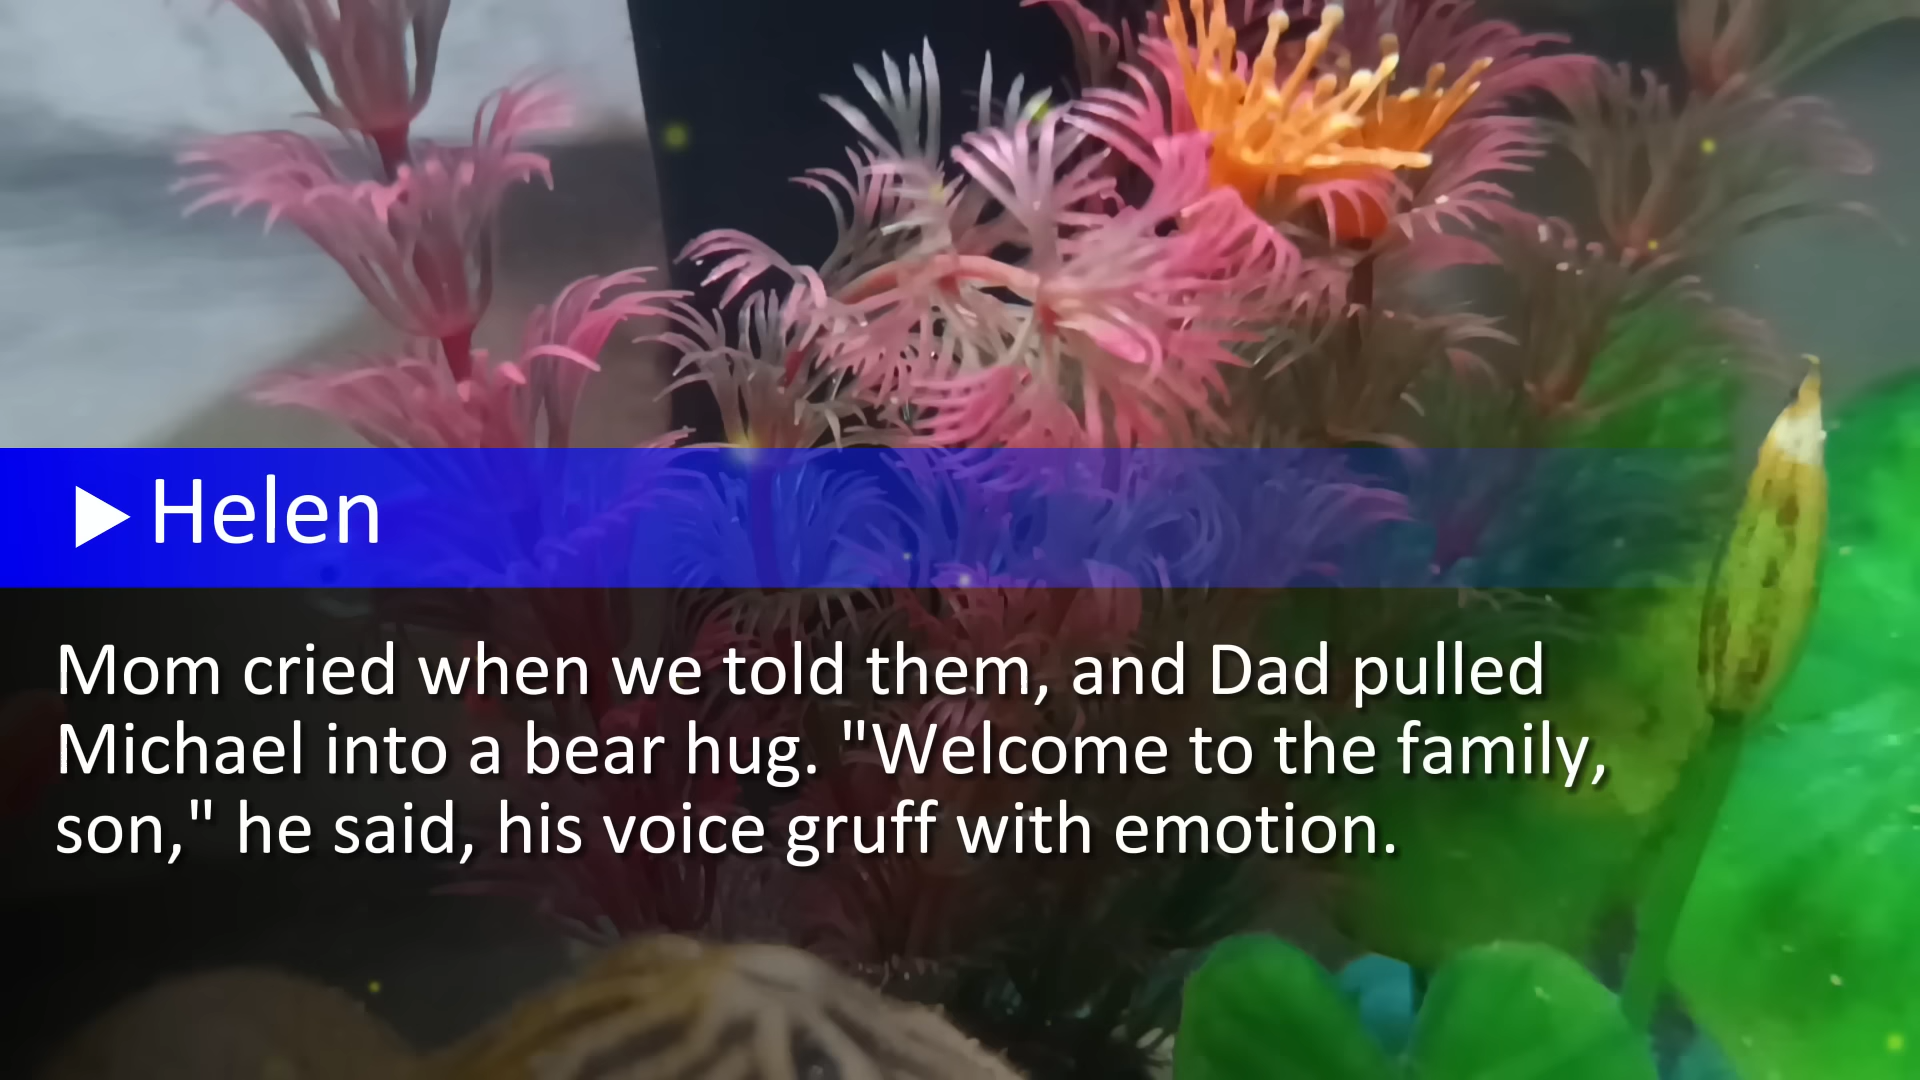 Helen
Mom cried when we told them, and Dad pulled
Michael into a bear hug. "Welcome to the family,
son," he said, his voice gruff with emotion.